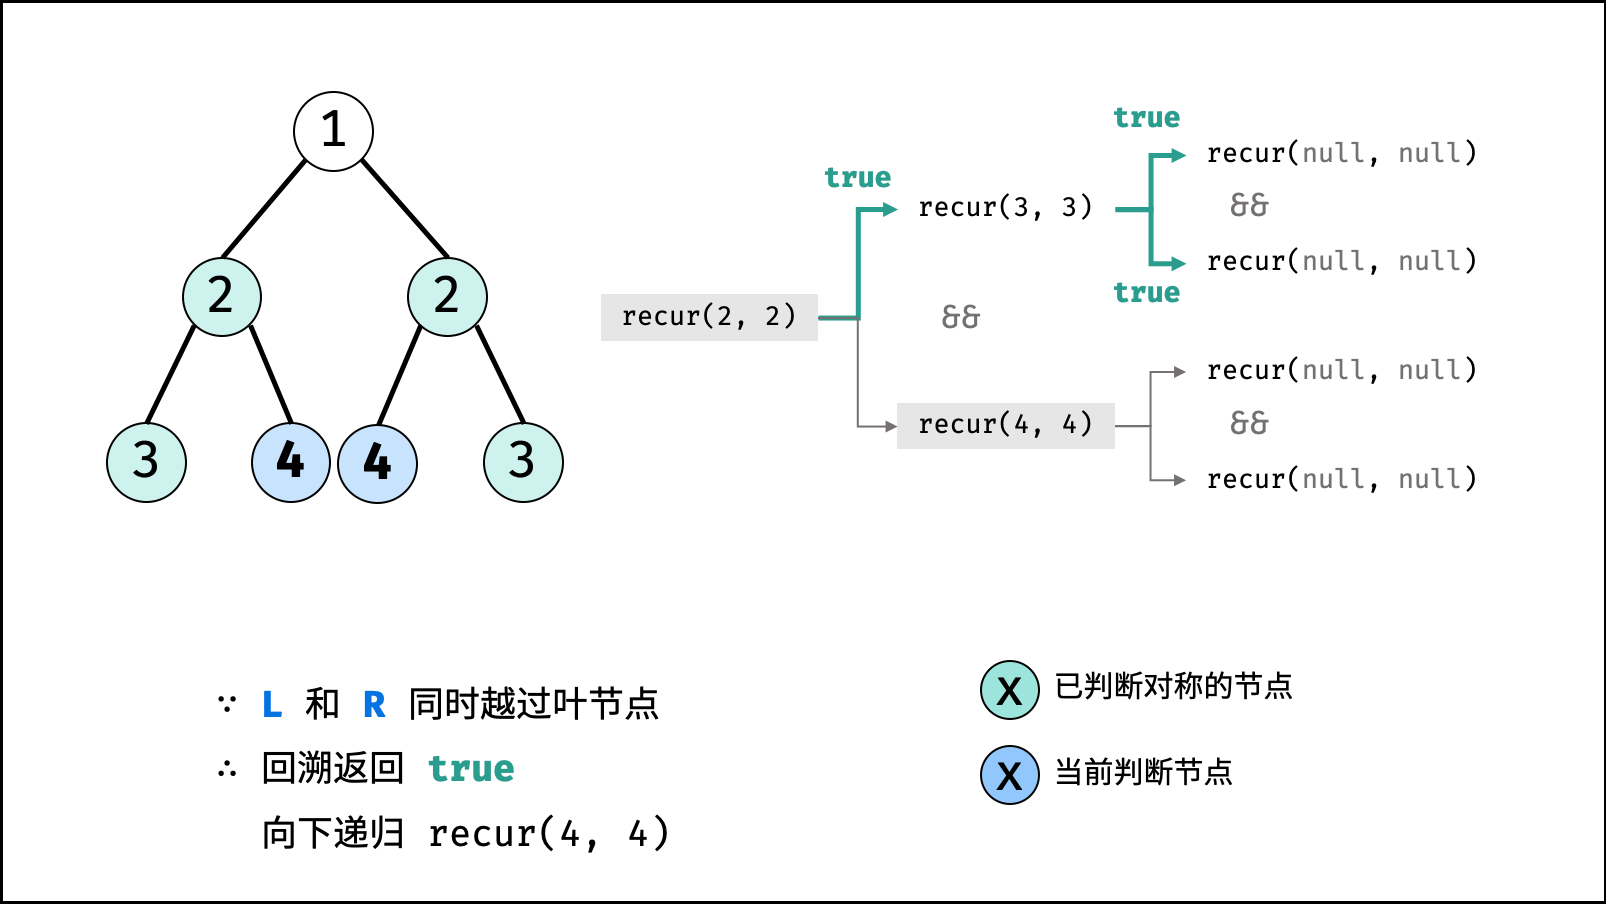 1
2 2
3 4 4 3
true
recur(null, null)
true
recur(3, 3)
&&
recur(null, null)
true
recur(2, 2)
&&
recur(null, null)
recur(4, 4)
&&
recur(null, null)
∵ L 和 R 同时越过叶节点
∴ 回溯返回 true
向下递归 recur(4, 4)
X 已判断对称的节点
X 当前判断节点